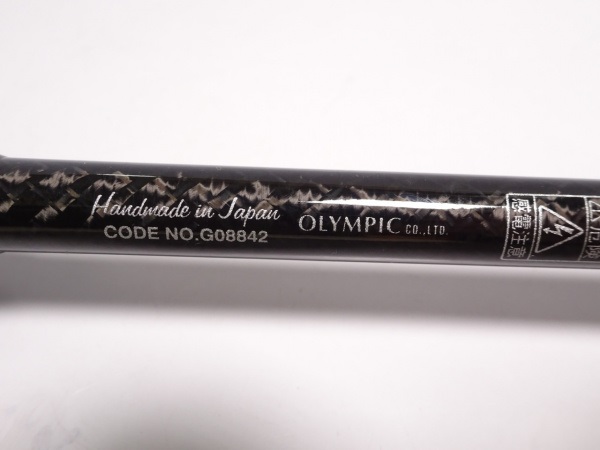 Handmade in Japan
CODE NO.G08842
OLYMPIC CO.,LTD.
感電注意